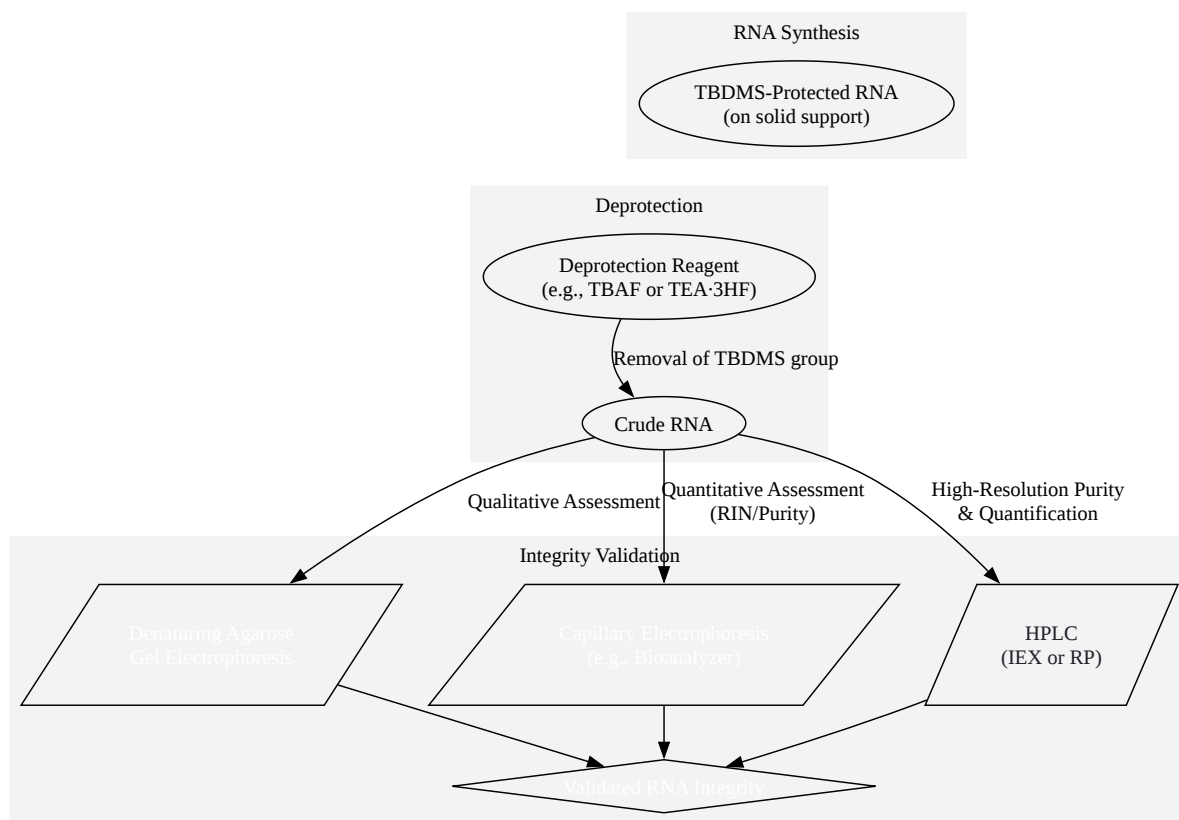 RNA Synthesis
TBDMS-Protected RNA
(on solid support)
Deprotection
Deprotection Reagent
(e.g., TBAF or TEA·3HF)
Removal of TBDMS group
Crude RNA
Qualitative Assessment
Quantitative Assessment
(RIN/Purity)
High-Resolution Purity
& Quantification
Integrity Validation
Denaturing Agarose
Gel Electrophoresis
Capillary Electrophoresis
(e.g., Bioanalyzer)
HPLC
(IEX or RP)
Validated RNA Integrity